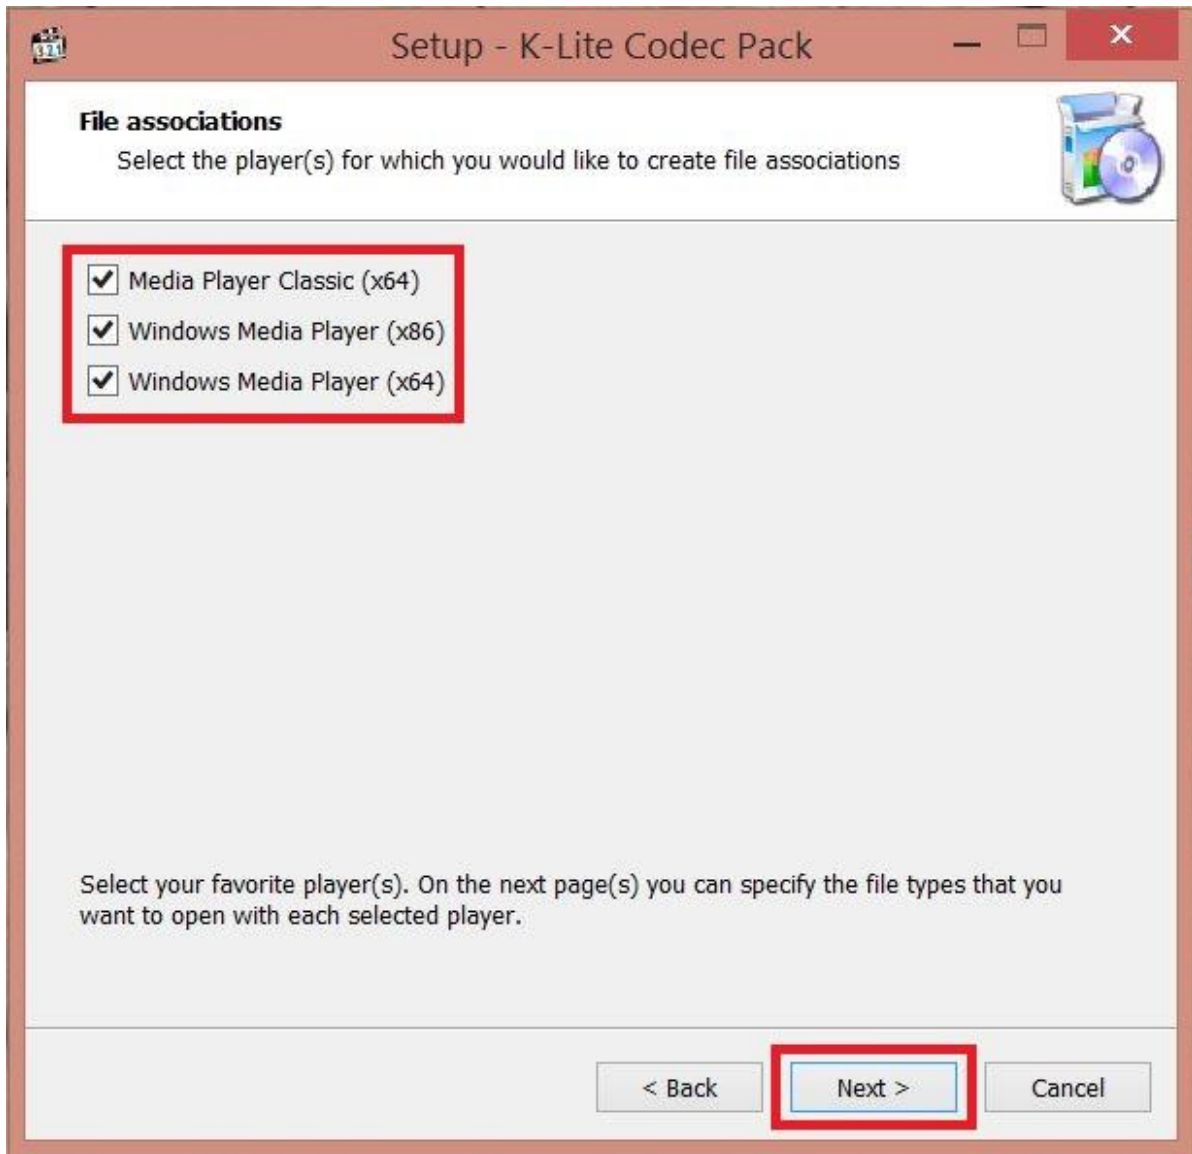 Setup - K-Lite Codec Pack
File associations
Select the player(s) for which you would like to create file associations
Media Player Classic (x64)
Windows Media Player (x86)
Windows Media Player (x64)
Select your favorite player(s). On the next page(s) you can specify the file types that you
want to open with each selected player.
< Back Next > Cancel